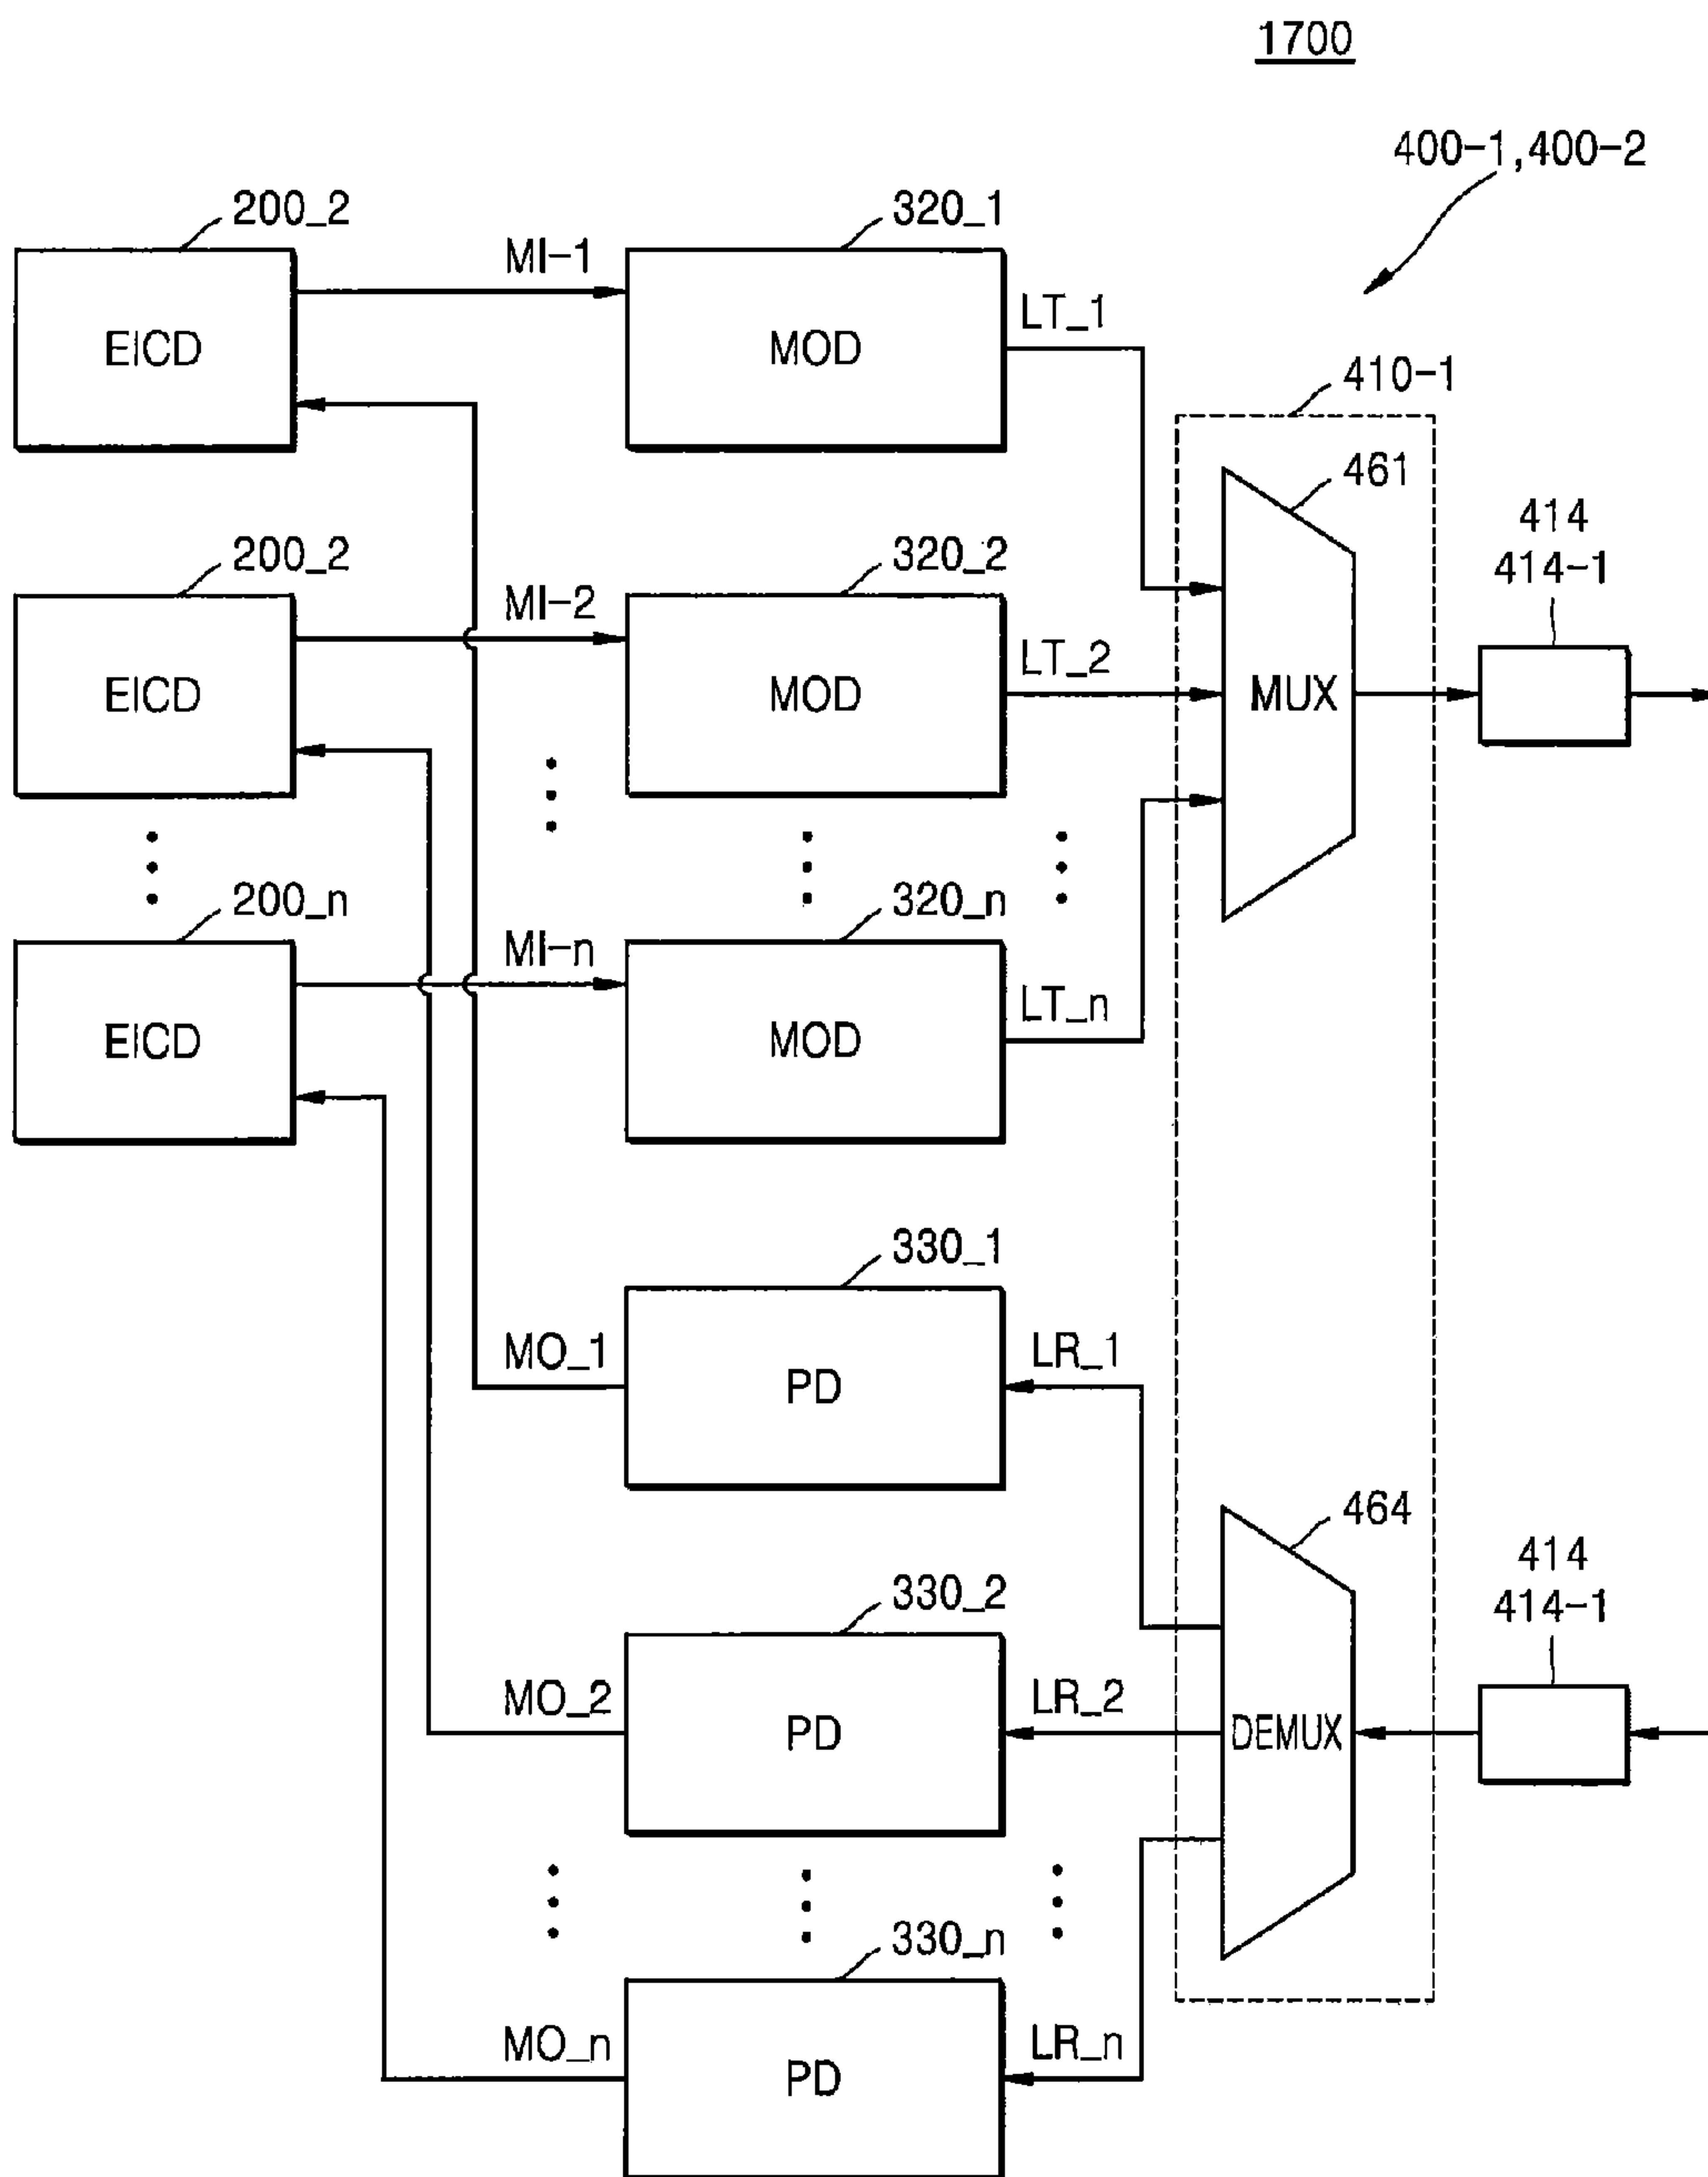 1700
400-1,400-2
200_2
MI-1
320_1
LT_1
EICD
MOD
410-1
461
200_2
MI-2
320_2
LT_2
414
414-1
EICD
MOD
MUX
200_n
MI-n
320_n
LT_n
EICD
MOD
330_1
MO_1
LR_1
PD
464
330_2
MO_2
LR_2
414
414-1
PD
DEMUX
330_n
MO_n
LR_n
PD